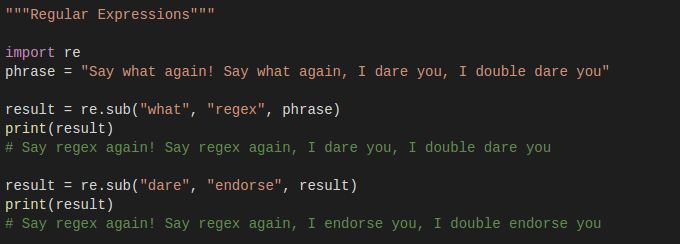 """Regular Expressions"""
import re
phrase = "Say what again! Say what again, I dare you, I double dare you"
result = re.sub("what", "regex", phrase)
print(result)
# Say regex again! Say regex again, I dare you, I double dare you
result = re.sub("dare", "endorse", result)
print(result)
# Say regex again! Say regex again, I endorse you, I double endorse you